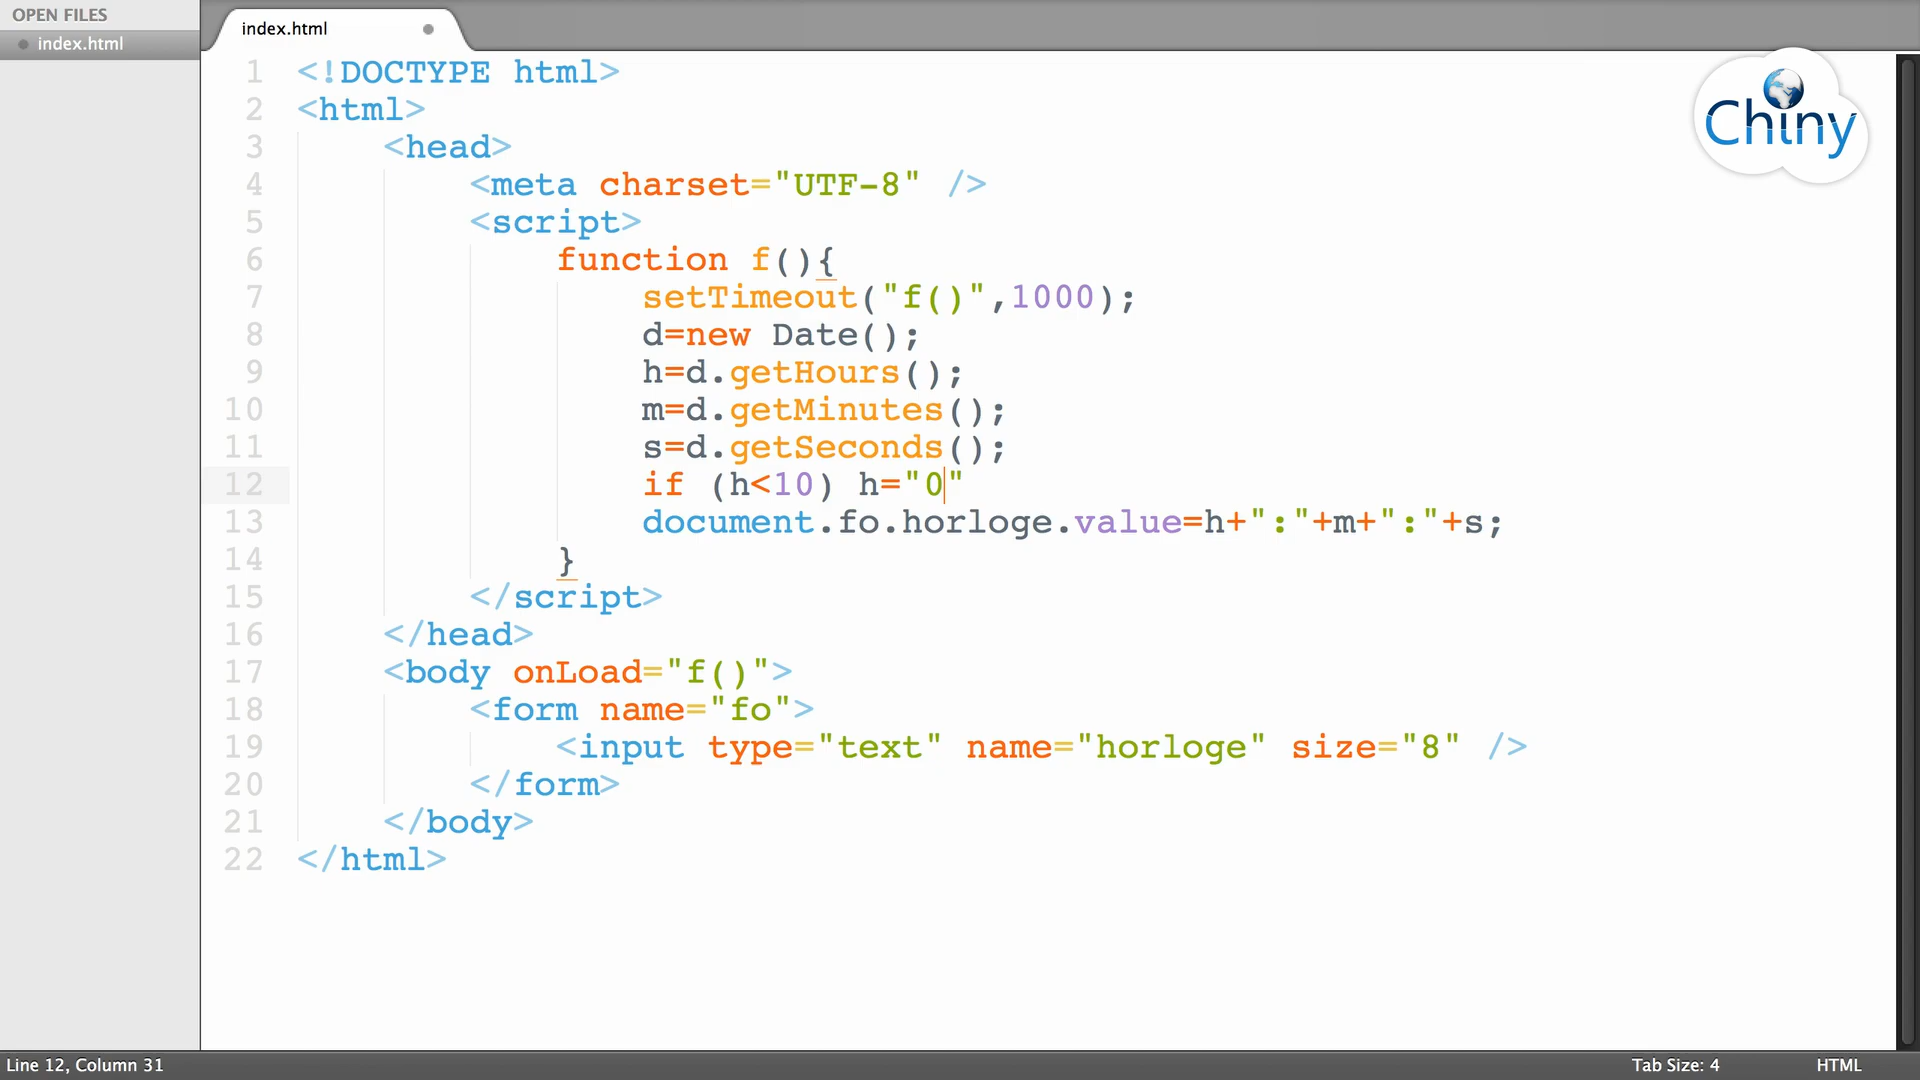 OPEN FILES
index.html
index.html
Chiny
1 <!DOCTYPE html>
2 <html>
3 <head>
4 <meta charset="UTF-8" />
5 <script>
6 function f(){
7 setTimeout("f()",1000);
8 d=new Date();
9 h=d.getHours();
10 m=d.getMinutes();
11 s=d.getSeconds();
12 if (h<10) h="0"
13 document.fo.horloge.value=h+":"+m+":"+s;
14 }
15 </script>
16 </head>
17 <body onLoad="f()">
18 <form name="fo">
19 <input type="text" name="horloge" size="8" />
20 </form>
21 </body>
22 </html>
Line 12, Column 31
Tab Size: 4
HTML